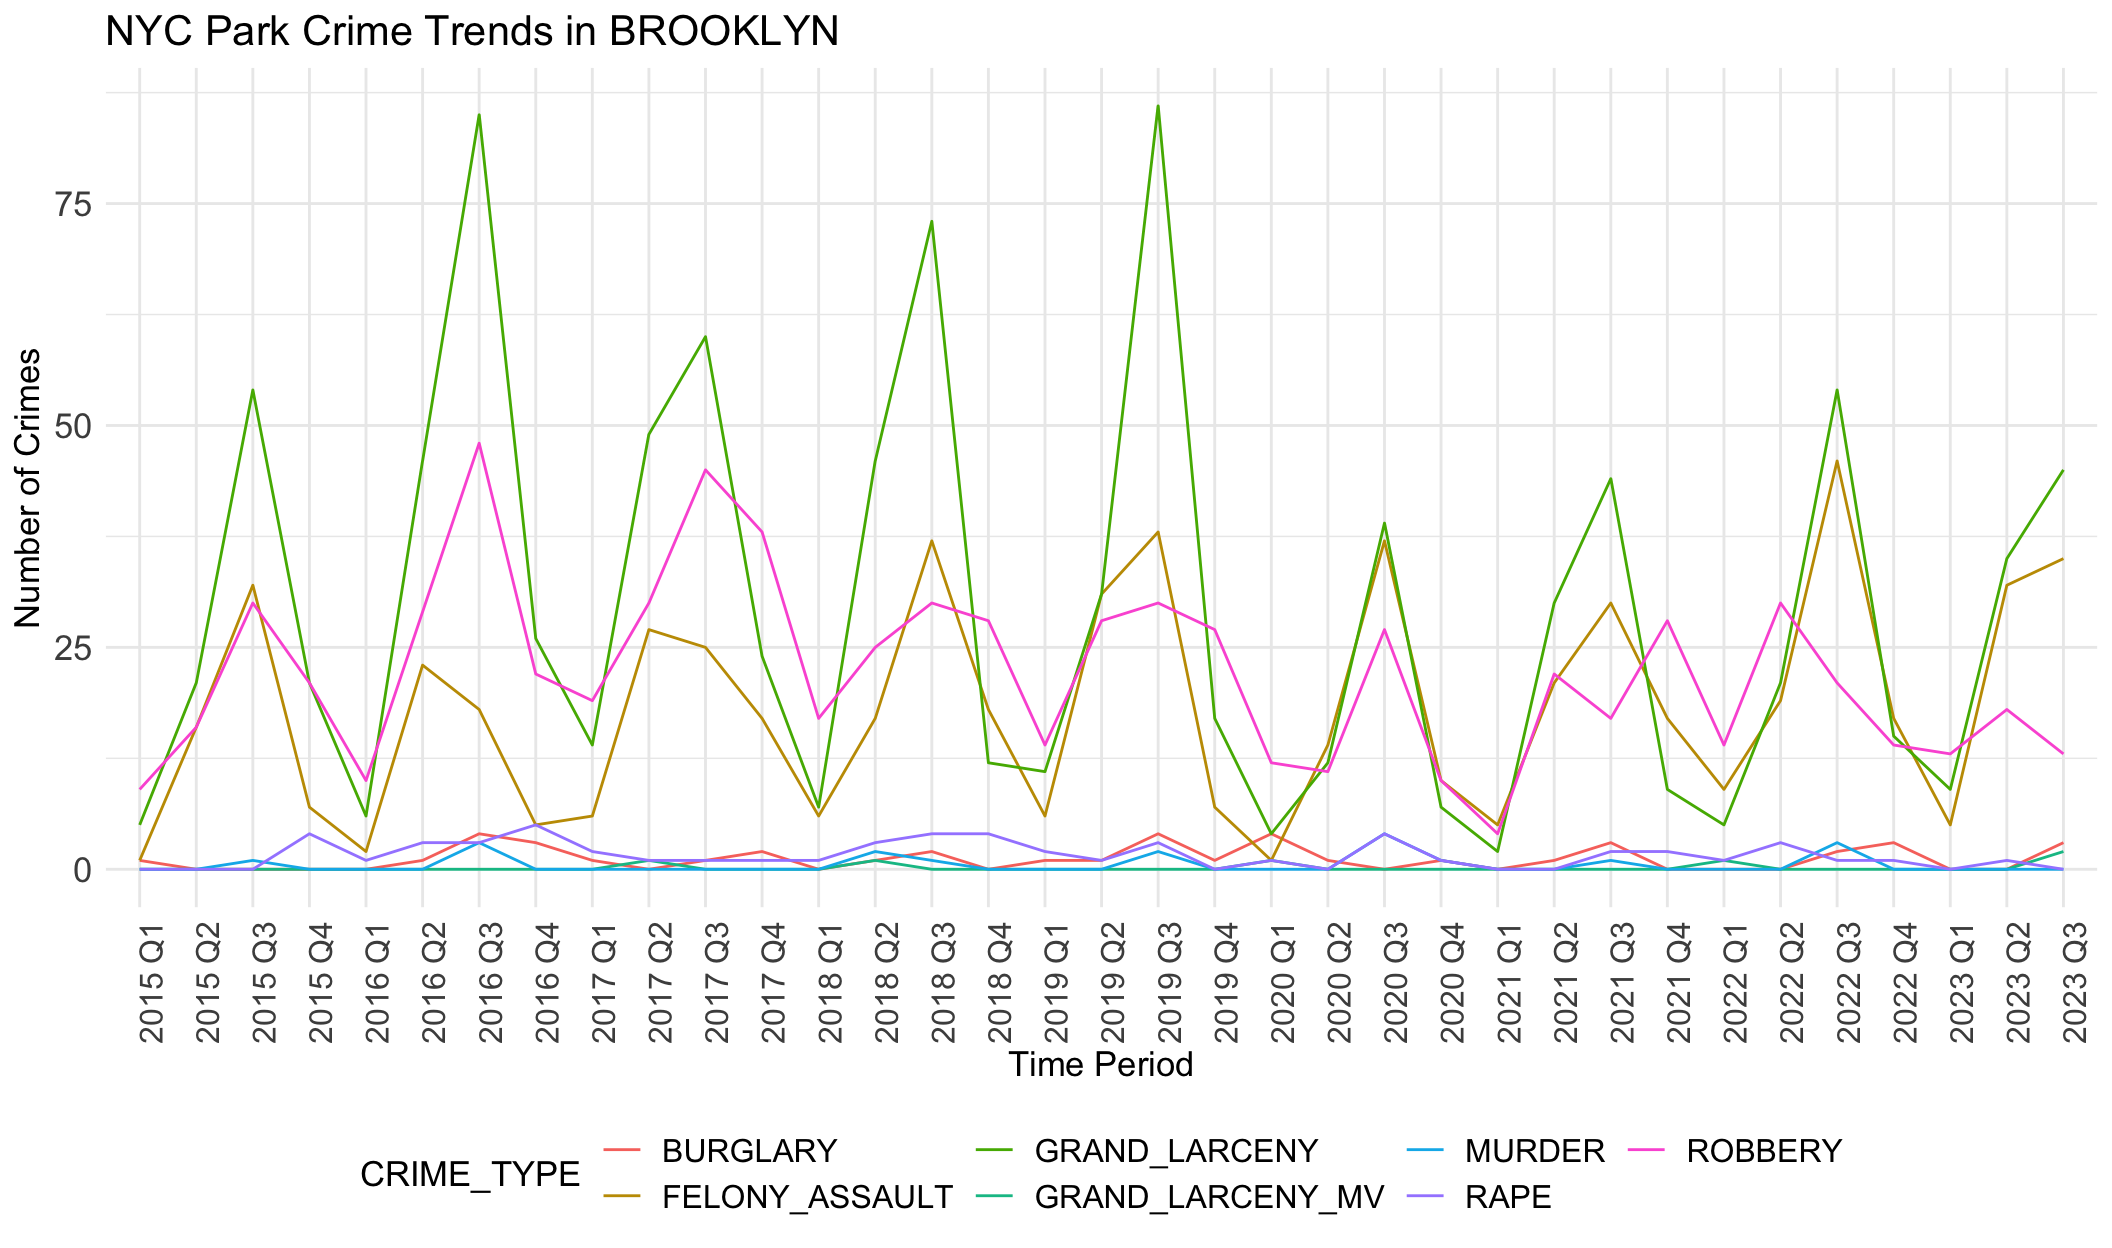 NYC Park Crime Trends in BROOKLYN
Number of Crimes
75
50
25
0
2015 Q1
2015 Q2
2015 Q3
2015 Q4
2016 Q1
2016 Q2
2016 Q3
2016 Q4
2017 Q1
2017 Q2
2017 Q3
2017 Q4
2018 Q1
2018 Q2
2018 Q3
2018 Q4
2019 Q1
2019 Q2
2019 Q3
2019 Q4
2020 Q1
2020 Q2
2020 Q3
2020 Q4
2021 Q1
2021 Q2
2021 Q3
2021 Q4
2022 Q1
2022 Q2
2022 Q3
2022 Q4
2023 Q1
2023 Q2
2023 Q3
Time Period
CRIME_TYPE
BURGLARY
FELONY_ASSAULT
GRAND_LARCENY
GRAND_LARCENY_MV
MURDER
RAPE
ROBBERY